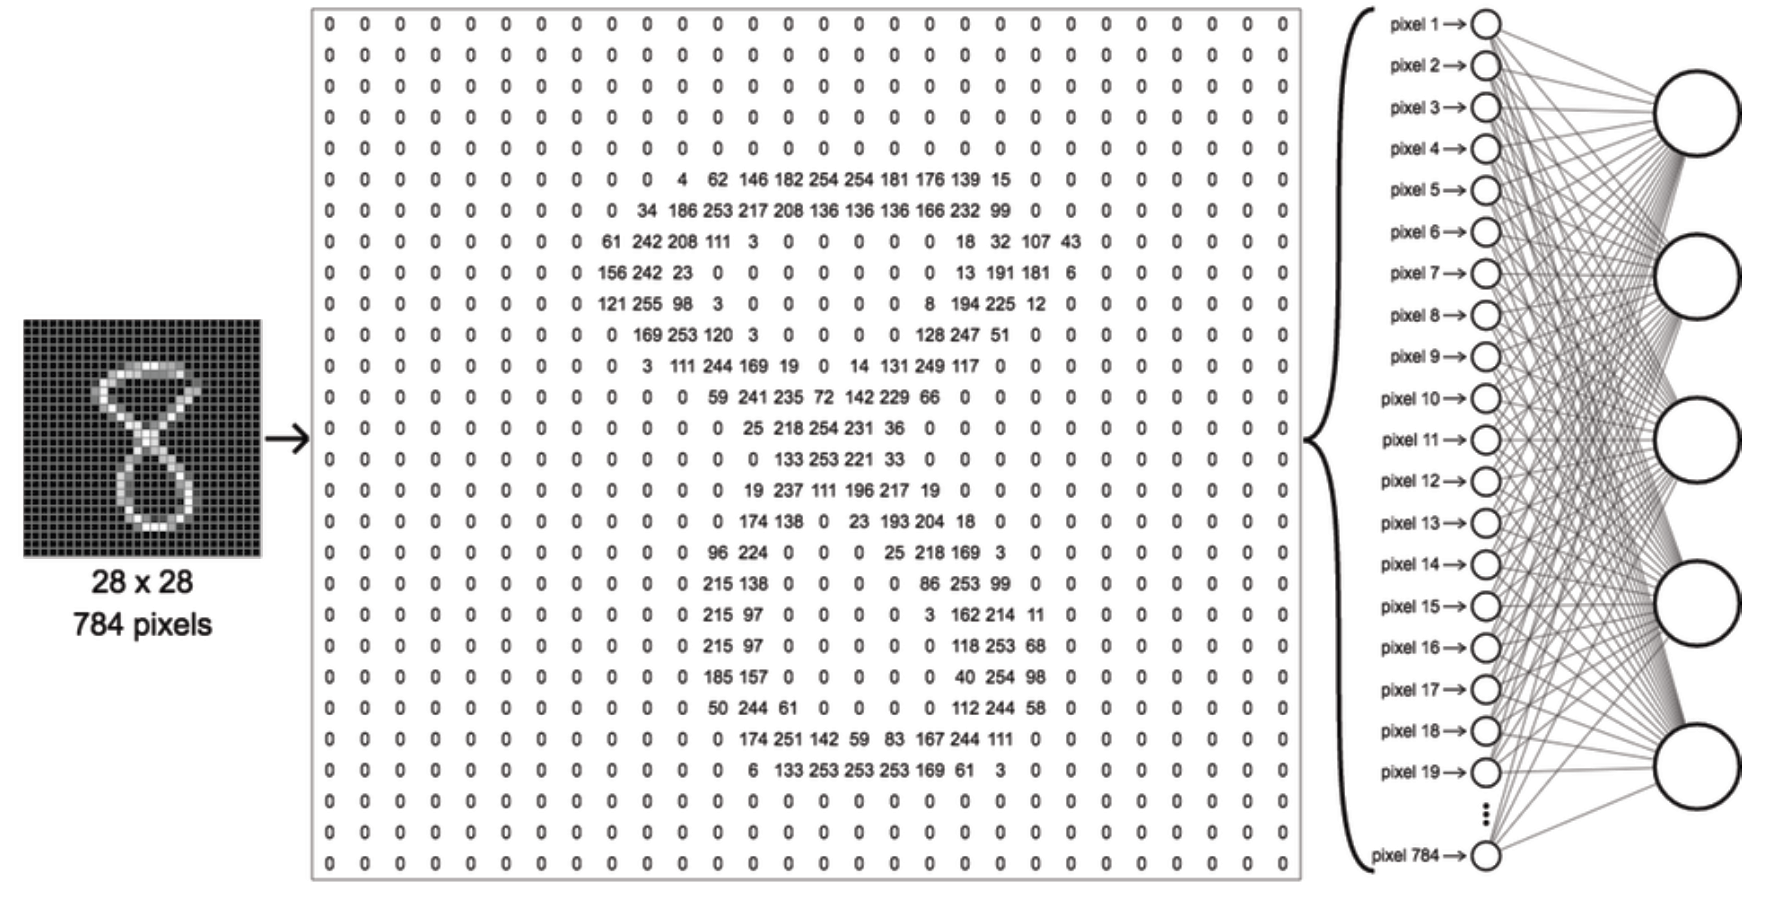 28 x 28
784 pixels
0 0 0 0 0 0 0 0 0 0 0 0 0 0 0 0 0 0 0 0 0 0 0 0 0 0 0 0
0 0 0 0 0 0 0 0 0 0 0 0 0 0 0 0 0 0 0 0 0 0 0 0 0 0 0 0
0 0 0 0 0 0 0 0 0 0 0 0 0 0 0 0 0 0 0 0 0 0 0 0 0 0 0 0
0 0 0 0 0 0 0 0 0 0 0 0 0 0 0 0 0 0 0 0 0 0 0 0 0 0 0 0
0 0 0 0 0 0 0 0 0 0 0 0 0 0 0 0 0 0 0 0 0 0 0 0 0 0 0 0
0 0 0 0 0 0 0 0 0 0 4 62 146 182 254 254 181 176 139 15 0 0 0 0 0 0 0 0
0 0 0 0 0 0 0 0 0 34 186 253 217 208 136 136 136 166 232 99 0 0 0 0 0 0 0 0
0 0 0 0 0 0 0 0 61 242 208 111 3 0 0 0 0 0 18 32 107 43 0 0 0 0 0 0
0 0 0 0 0 0 0 0 156 242 23 0 0 0 0 0 0 0 13 191 181 6 0 0 0 0 0 0
0 0 0 0 0 0 0 0 121 255 98 3 0 0 0 0 0 8 194 225 12 0 0 0 0 0 0 0
0 0 0 0 0 0 0 0 0 169 253 120 3 0 0 0 0 128 247 51 0 0 0 0 0 0 0 0
0 0 0 0 0 0 0 0 0 3 111 244 169 19 0 14 131 249 117 0 0 0 0 0 0 0 0 0
0 0 0 0 0 0 0 0 0 0 0 59 241 235 72 142 229 66 0 0 0 0 0 0 0 0 0 0
0 0 0 0 0 0 0 0 0 0 0 0 25 218 254 231 36 0 0 0 0 0 0 0 0 0 0 0
0 0 0 0 0 0 0 0 0 0 0 0 0 133 253 221 33 0 0 0 0 0 0 0 0 0 0 0
0 0 0 0 0 0 0 0 0 0 0 0 19 237 111 196 217 19 0 0 0 0 0 0 0 0 0 0
0 0 0 0 0 0 0 0 0 0 0 0 174 138 0 23 193 204 18 0 0 0 0 0 0 0 0 0
0 0 0 0 0 0 0 0 0 0 0 96 224 0 0 0 25 218 169 3 0 0 0 0 0 0 0 0
0 0 0 0 0 0 0 0 0 0 0 215 138 0 0 0 0 86 253 99 0 0 0 0 0 0 0 0
0 0 0 0 0 0 0 0 0 0 0 215 97 0 0 0 0 3 162 214 11 0 0 0 0 0 0 0
0 0 0 0 0 0 0 0 0 0 0 215 97 0 0 0 0 0 118 253 68 0 0 0 0 0 0 0
0 0 0 0 0 0 0 0 0 0 0 185 157 0 0 0 0 0 40 254 98 0 0 0 0 0 0 0
0 0 0 0 0 0 0 0 0 0 0 50 244 61 0 0 0 0 112 244 58 0 0 0 0 0 0 0
0 0 0 0 0 0 0 0 0 0 0 0 174 251 142 59 83 167 244 111 0 0 0 0 0 0 0 0
0 0 0 0 0 0 0 0 0 0 0 0 6 133 253 253 253 169 61 3 0 0 0 0 0 0 0 0
0 0 0 0 0 0 0 0 0 0 0 0 0 0 0 0 0 0 0 0 0 0 0 0 0 0 0 0
0 0 0 0 0 0 0 0 0 0 0 0 0 0 0 0 0 0 0 0 0 0 0 0 0 0 0 0
0 0 0 0 0 0 0 0 0 0 0 0 0 0 0 0 0 0 0 0 0 0 0 0 0 0 0 0
pixel 1
pixel 2
pixel 3
pixel 4
pixel 5
pixel 6
pixel 7
pixel 8
pixel 9
pixel 10
pixel 11
pixel 12
pixel 13
pixel 14
pixel 15
pixel 16
pixel 17
pixel 18
pixel 19
pixel 784